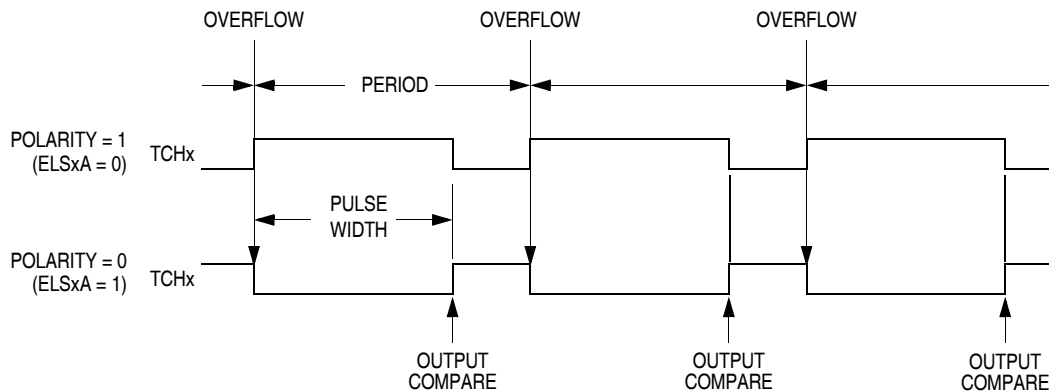 OVERFLOW OVERFLOW OVERFLOW
PERIOD
POLARITY = 1
(ELSxA = 0)
TCHx
PULSE
WIDTH
POLARITY = 0
(ELSxA = 1)
TCHx
OUTPUT
COMPARE
OUTPUT
COMPARE
OUTPUT
COMPARE